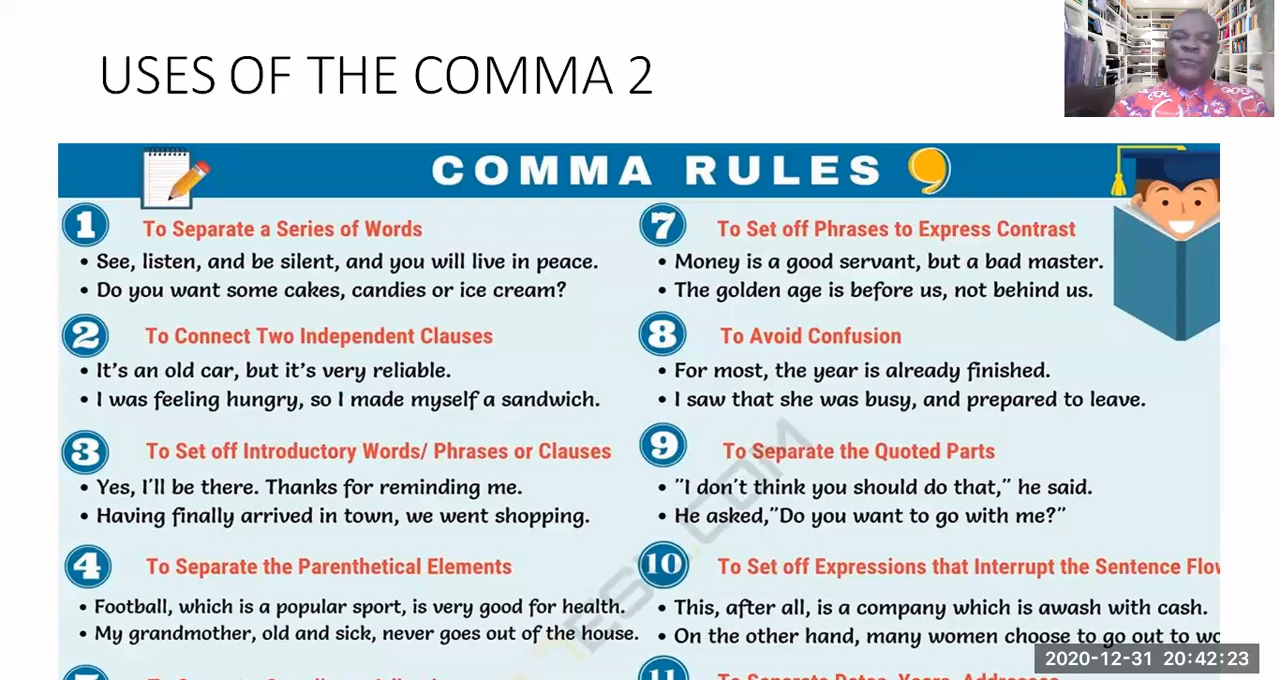 USES OF THE COMMA 2
COMMA RULES
1 To Separate a Series of Words
• See, listen, and be silent, and you will live in peace.
• Do you want some cakes, candies or ice cream?
2 To Connect Two Independent Clauses
• It's an old car, but it's very reliable.
• I was feeling hungry, so I made myself a sandwich.
3 To Set off Introductory Words/ Phrases or Clauses
• Yes, I'll be there. Thanks for reminding me.
• Having finally arrived in town, we went shopping.
4 To Separate the Parenthetical Elements
• Football, which is a popular sport, is very good for health.
• My grandmother, old and sick, never goes out of the house.
7 To Set off Phrases to Express Contrast
• Money is a good servant, but a bad master.
• The golden age is before us, not behind us.
8 To Avoid Confusion
• For most, the year is already finished.
• I saw that she was busy, and prepared to leave.
9 To Separate the Quoted Parts
• "I don't think you should do that," he said.
• He asked,"Do you want to go with me?"
10 To Set off Expressions that Interrupt the Sentence Flo
• This, after all, is a company which is awash with cash.
• On the other hand, many women choose to go out to wo
11 To Separate Dates, Years, Addresses
2020-12-31 20:42:23